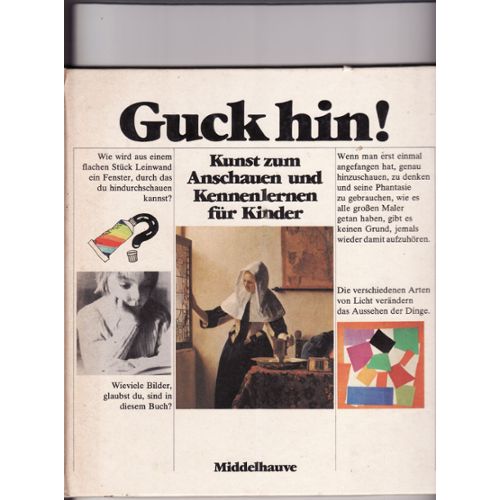 Guck hin!
Wie wird aus einem
flachen Stück Leinwand
ein Fenster, durch das
du hindurchschauen
kannst?
Kunst zum
Anschauen und
Kennenlernen
für Kinder
Wenn man erst einmal
angefangen hat, genau
hinzuschauen, zu denken
und seine Phantasie
zu gebrauchen, wie es
alle großen Maler
getan haben, gibt es
keinen Grund, jemals
wieder damit aufzuhören.
Die verschiedenen Arten
von Licht verändern
das Aussehen der Dinge.
Wieviele Bilder,
glaubst du, sind in
diesem Buch?
Middelhauve